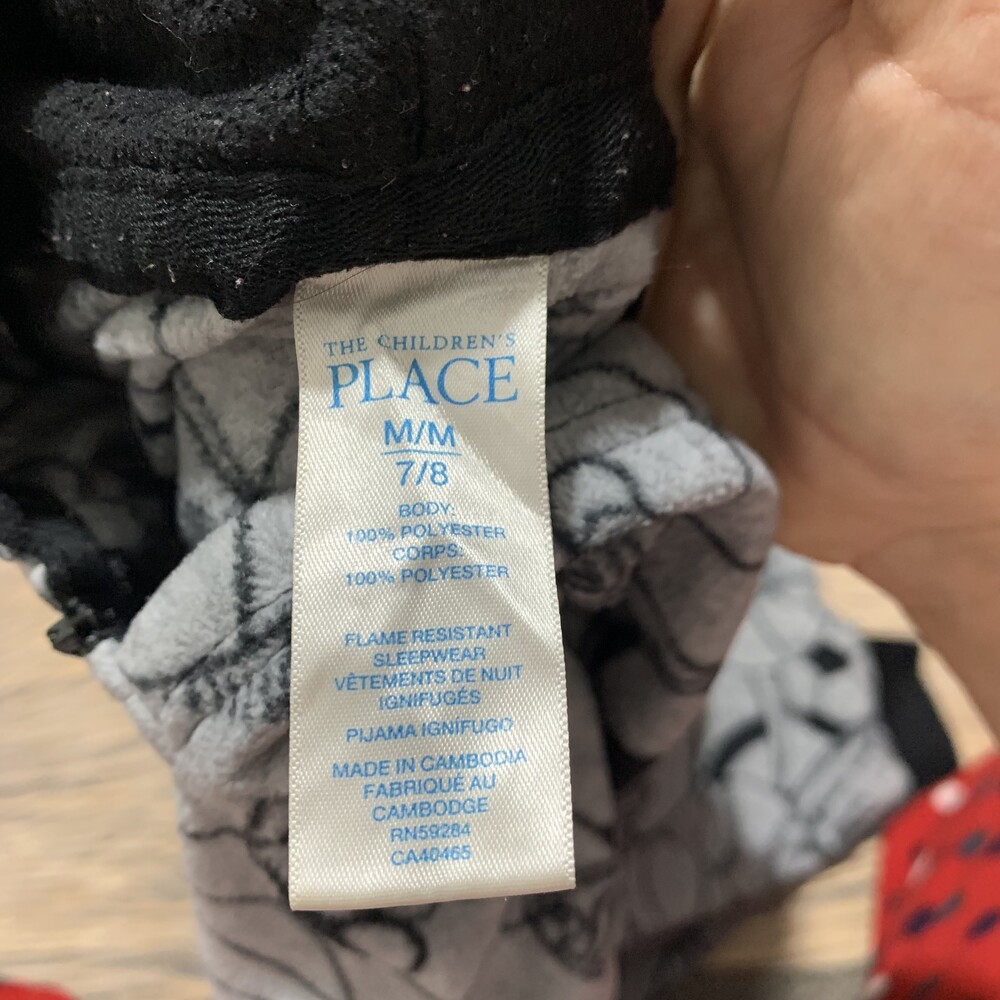 THE CHILDREN'S
PLACE
M/M
7/8
BODY:
100% POLYESTER
CORPS:
100% POLYESTER
FLAME RESISTANT
SLEEPWEAR
VÊTEMENTS DE NUIT
IGNIFUGÉS
PIJAMA IGNÍFUGO
MADE IN CAMBODIA
FABRIQUÉ AU
CAMBODGE
RN59284
CA40465